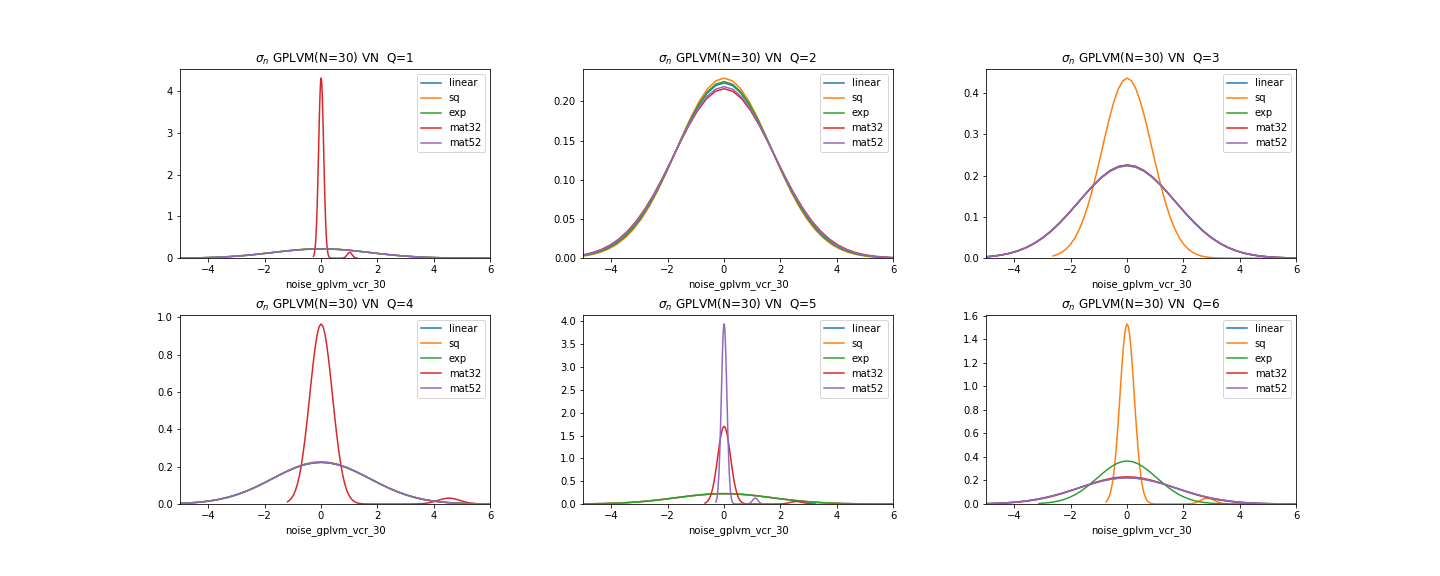 σn GPLVM(N=30) VN Q=1
4
3
2
1
0
−4 −2 0 2 4 6
noise_gplvm_vcr_30
linear
sq
exp
mat32
mat52
σn GPLVM(N=30) VN Q=2
0.20
0.15
0.10
0.05
0.00
−4 −2 0 2 4 6
noise_gplvm_vcr_30
linear
sq
exp
mat32
mat52
σn GPLVM(N=30) VN Q=3
0.4
0.3
0.2
0.1
0.0
−4 −2 0 2 4 6
noise_gplvm_vcr_30
linear
sq
exp
mat32
mat52
σn GPLVM(N=30) VN Q=4
1.0
0.8
0.6
0.4
0.2
0.0
−4 −2 0 2 4 6
noise_gplvm_vcr_30
linear
sq
exp
mat32
mat52
σn GPLVM(N=30) VN Q=5
4.0
3.5
3.0
2.5
2.0
1.5
1.0
0.5
0.0
−4 −2 0 2 4 6
noise_gplvm_vcr_30
linear
sq
exp
mat32
mat52
σn GPLVM(N=30) VN Q=6
1.6
1.4
1.2
1.0
0.8
0.6
0.4
0.2
0.0
−4 −2 0 2 4 6
noise_gplvm_vcr_30
linear
sq
exp
mat32
mat52